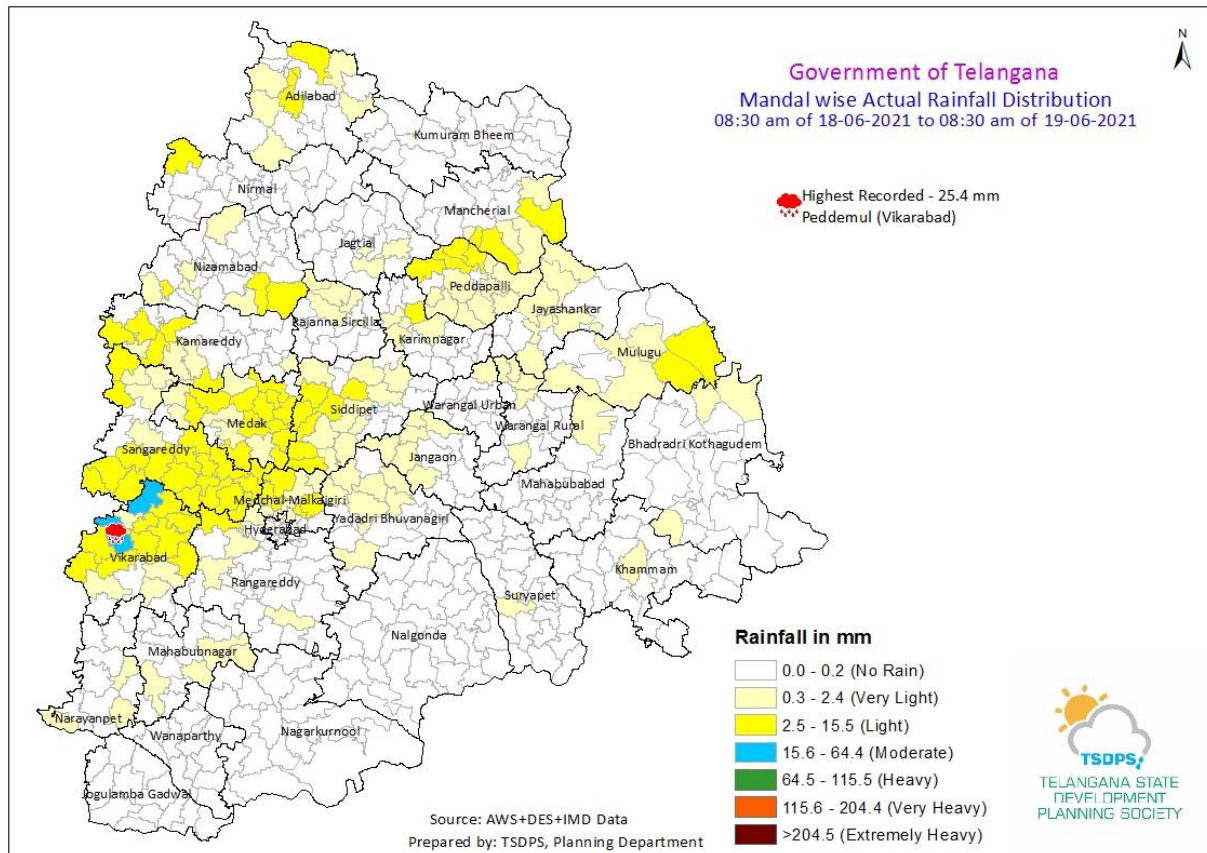 N
Government of Telangana
Mandal wise Actual Rainfall Distribution
08:30 am of 18-06-2021 to 08:30 am of 19-06-2021
Highest Recorded - 25.4 mm
Peddemul (Vikarabad)
Adilabad
Kumuram Bheem
Nirmal
Mancherial
Jagtial
Nizamabad
Peddapalli
Jayashankar
Rajanna Sircilla
Kamareddy
Karimnagar
Mulugu
Siddipet
Warangal Urban
Medak
Warangal Rural
Bhadradri Kothagudem
Sangareddy
Jangaon
Mahabubabad
Medchal-Malkajgiri
Yadadri Bhuvanagiri
Hyderabad
Vikarabad
Khammam
Rangareddy
Suryapet
Nalgonda
Mahabubnagar
Narayanpet
Wanaparthy
Nagarkurnool
Jogulamba Gadwal
Rainfall in mm
0.0 - 0.2 (No Rain)
0.3 - 2.4 (Very Light)
2.5 - 15.5 (Light)
15.6 - 64.4 (Moderate)
64.5 - 115.5 (Heavy)
115.6 - 204.4 (Very Heavy)
>204.5 (Extremely Heavy)
TSDPS
TELANGANA STATE
DEVELOPMENT
PLANNING SOCIETY
Source: AWS+DES+IMD Data
Prepared by: TSDPS, Planning Department